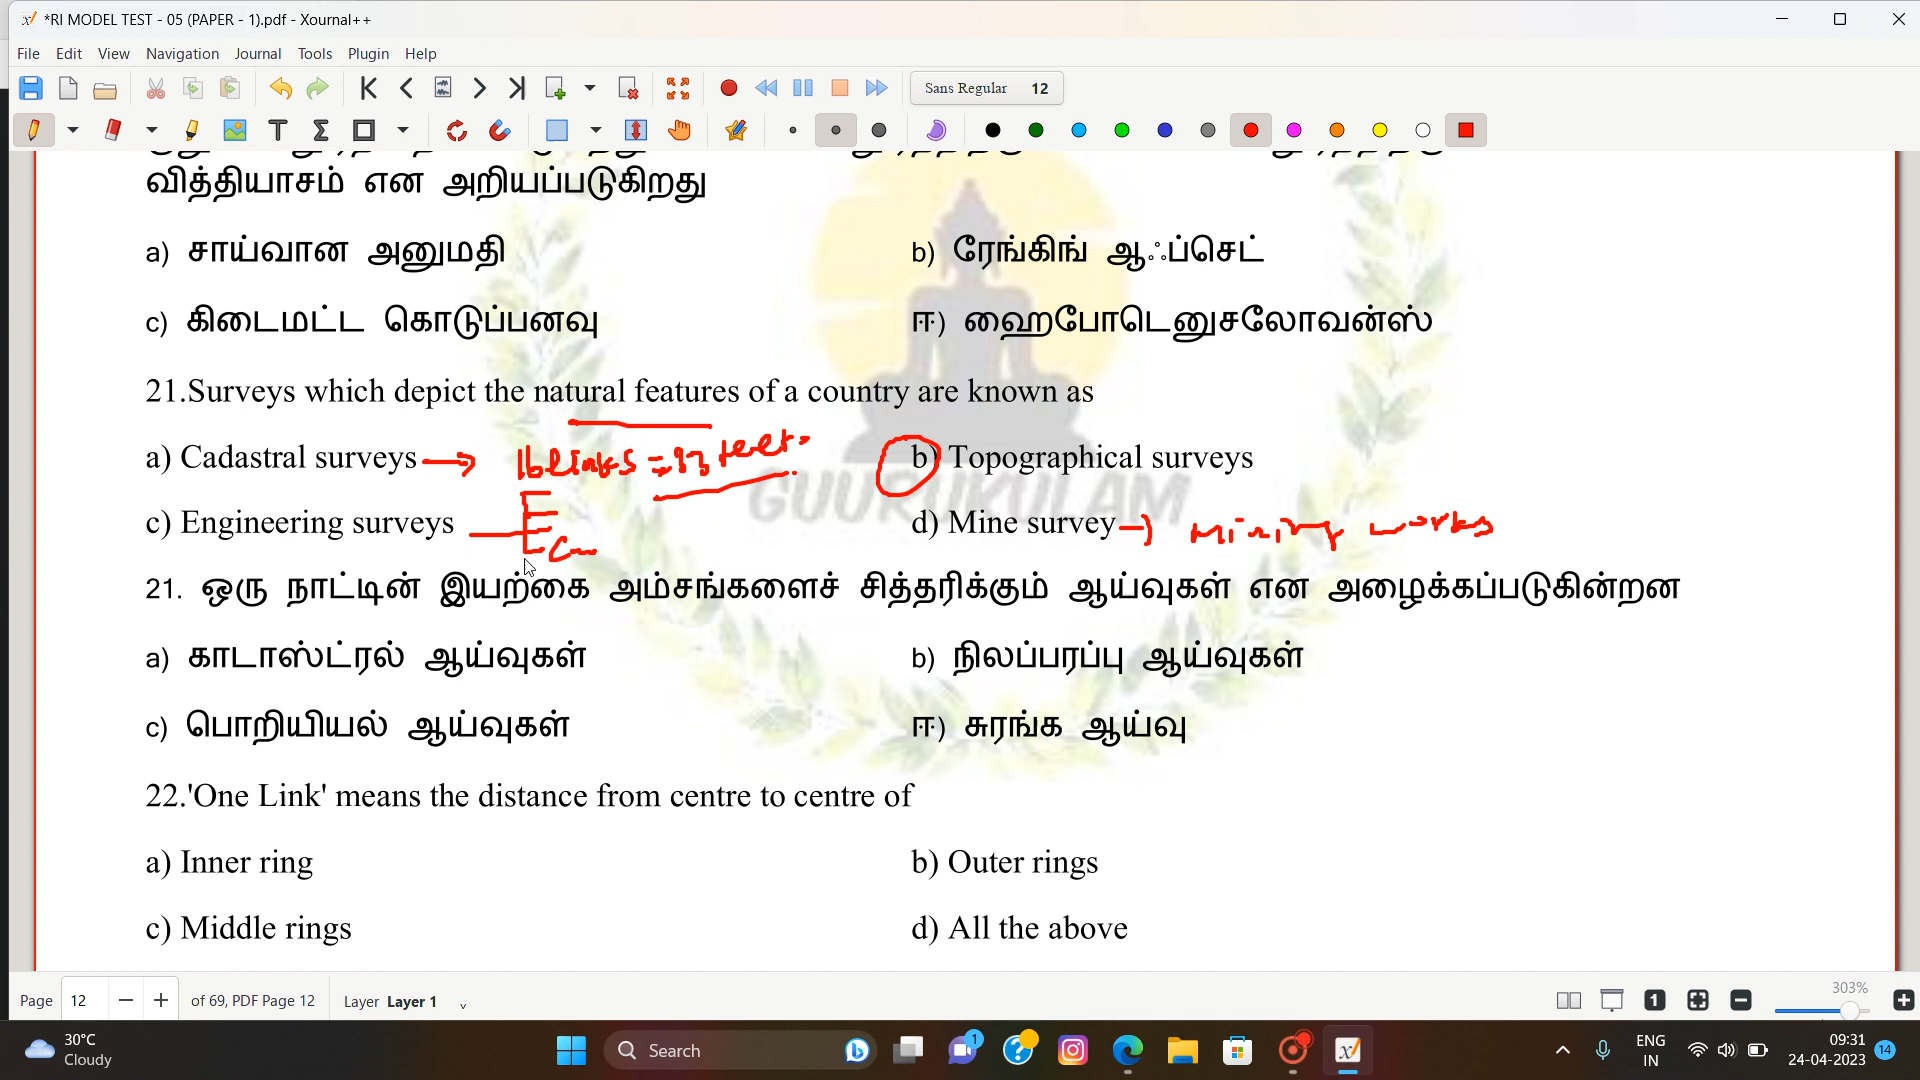 *RI MODEL TEST - 05 (PAPER - 1).pdf - Xournal++
File Edit View Navigation Journal Tools Plugin Help
Sans Regular 12
வித்தியாசம் என அறியப்படுகிறது
a) சாய்வான அனுமதி b) ரேங்கிங் ஆஃப்செட்
c) கிடைமட்ட கொடுப்பனவு ஈ) ஹைபோடெனுசலோவன்ஸ்
21.Surveys which depict the natural features of a country are known as
a) Cadastral surveys b) Topographical surveys
GUURUKULAM
c) Engineering surveys d) Mine survey Mining works
21. ஒரு நாட்டின் இயற்கை அம்சங்களைச் சித்தரிக்கும் ஆய்வுகள் என அழைக்கப்படுகின்றன
a) காடாஸ்ட்ரல் ஆய்வுகள் b) நிலப்பரப்பு ஆய்வுகள்
c) பொறியியல் ஆய்வுகள் ஈ) சுரங்க ஆய்வு
22.'One Link' means the distance from centre to centre of
a) Inner ring b) Outer rings
c) Middle rings d) All the above
Page 12 of 69, PDF Page 12 Layer Layer 1 303%
30°C
Cloudy
Search
ENG
IN
09:31
24-04-2023 14